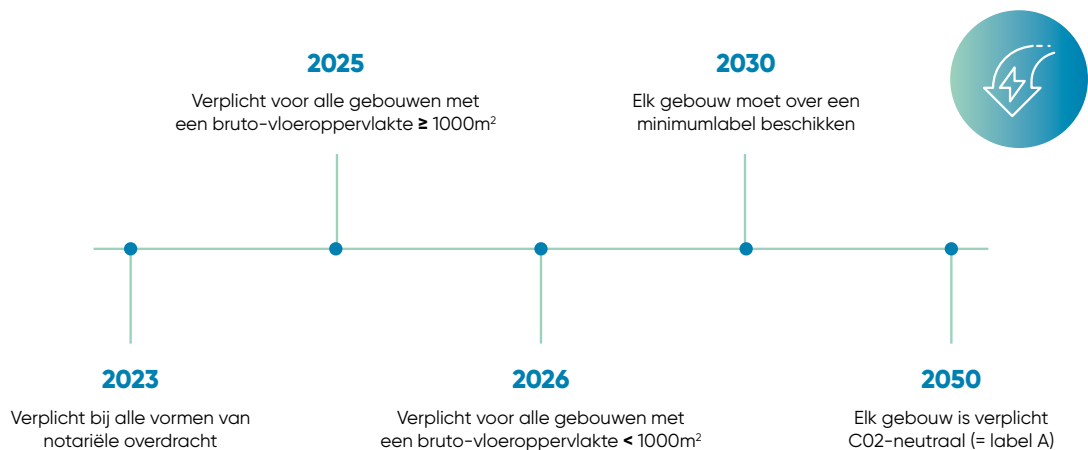 2025
Verplicht voor alle gebouwen met
een bruto-vloeroppervlakte ≥ 1000m²
2030
Elk gebouw moet over een
minimumlabel beschikken
2023
Verplicht bij alle vormen van
notariële overdracht
2026
Verplicht voor alle gebouwen met
een bruto-vloeroppervlakte < 1000m²
2050
Elk gebouw is verplicht
C02-neutraal (= label A)